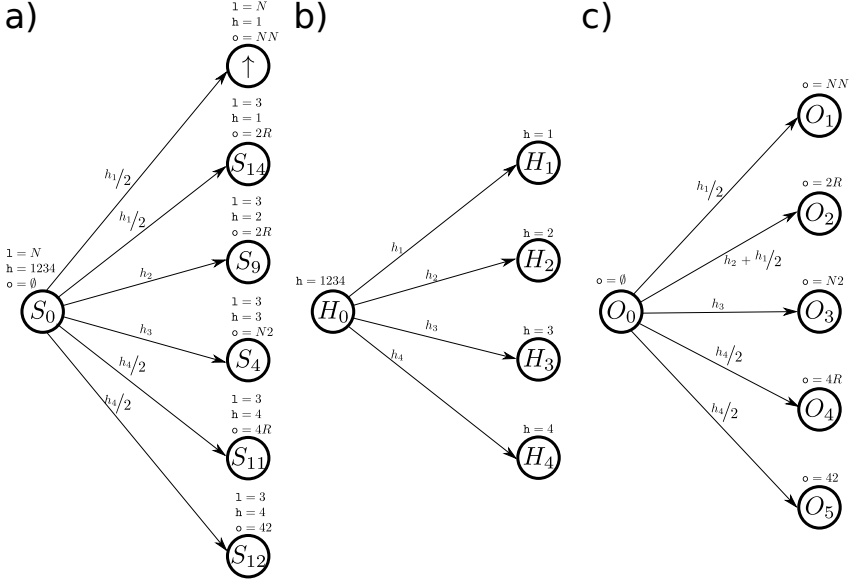 a)
l = N
h = 1
o = NN
↑
l = 3
h = 1
o = 2R
S14
l = 3
h = 2
o = 2R
S9
l = 3
h = 3
o = N2
S4
l = 3
h = 4
o = 4R
S11
l = 3
h = 4
o = 42
S12
l = N
h = 1234
o = ∅
S0
h1/2
h1/2
h2
h3
h4/2
h4/2
b)
h = 1234
H0
h1
h2
h3
h4
h = 1
H1
h = 2
H2
h = 3
H3
h = 4
H4
c)
o = ∅
O0
h1/2
h2 + h1/2
h3
h4/2
h4/2
o = NN
O1
o = 2R
O2
o = N2
O3
o = 4R
O4
o = 42
O5